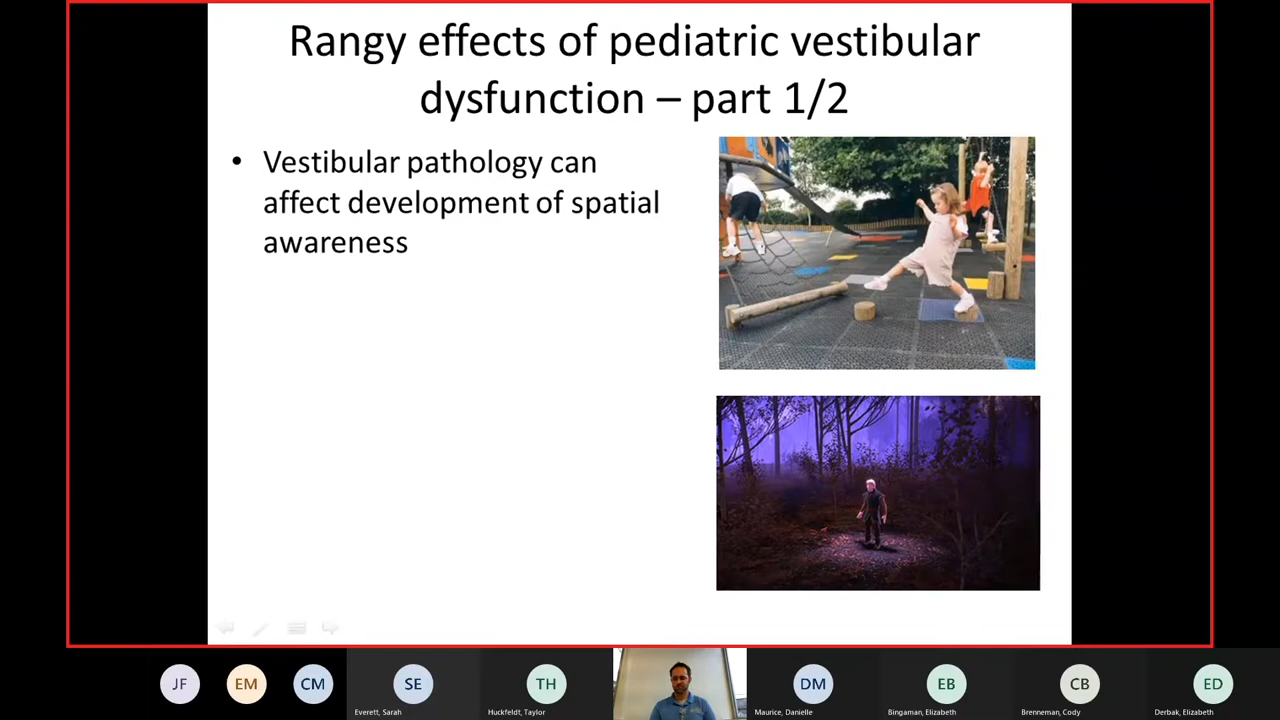 Rangy effects of pediatric vestibular
dysfunction – part 1/2
• Vestibular pathology can
affect development of spatial
awareness
JF
EM
CM
SE
TH
DM
EB
CB
ED
Everett, Sarah
Huckfeldt, Taylor
Maurice, Danielle
Bingaman, Elizabeth
Brenneman, Cody
Derbak, Elizabeth